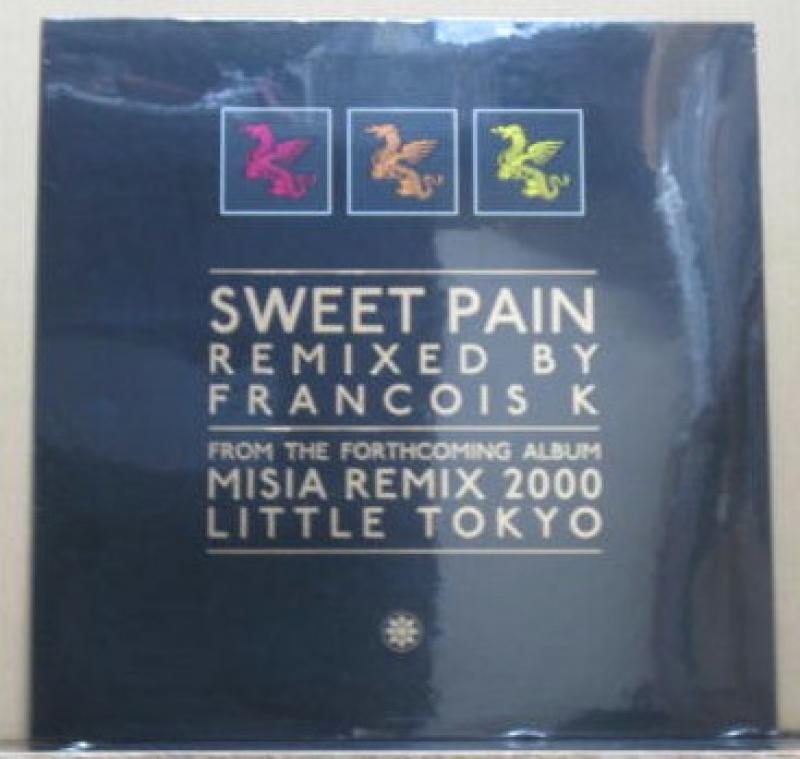 SWEET PAIN
REMIXED BY
FRANCOIS K
FROM THE FORTHCOMING ALBUM
MISIA REMIX 2000
LITTLE TOKYO